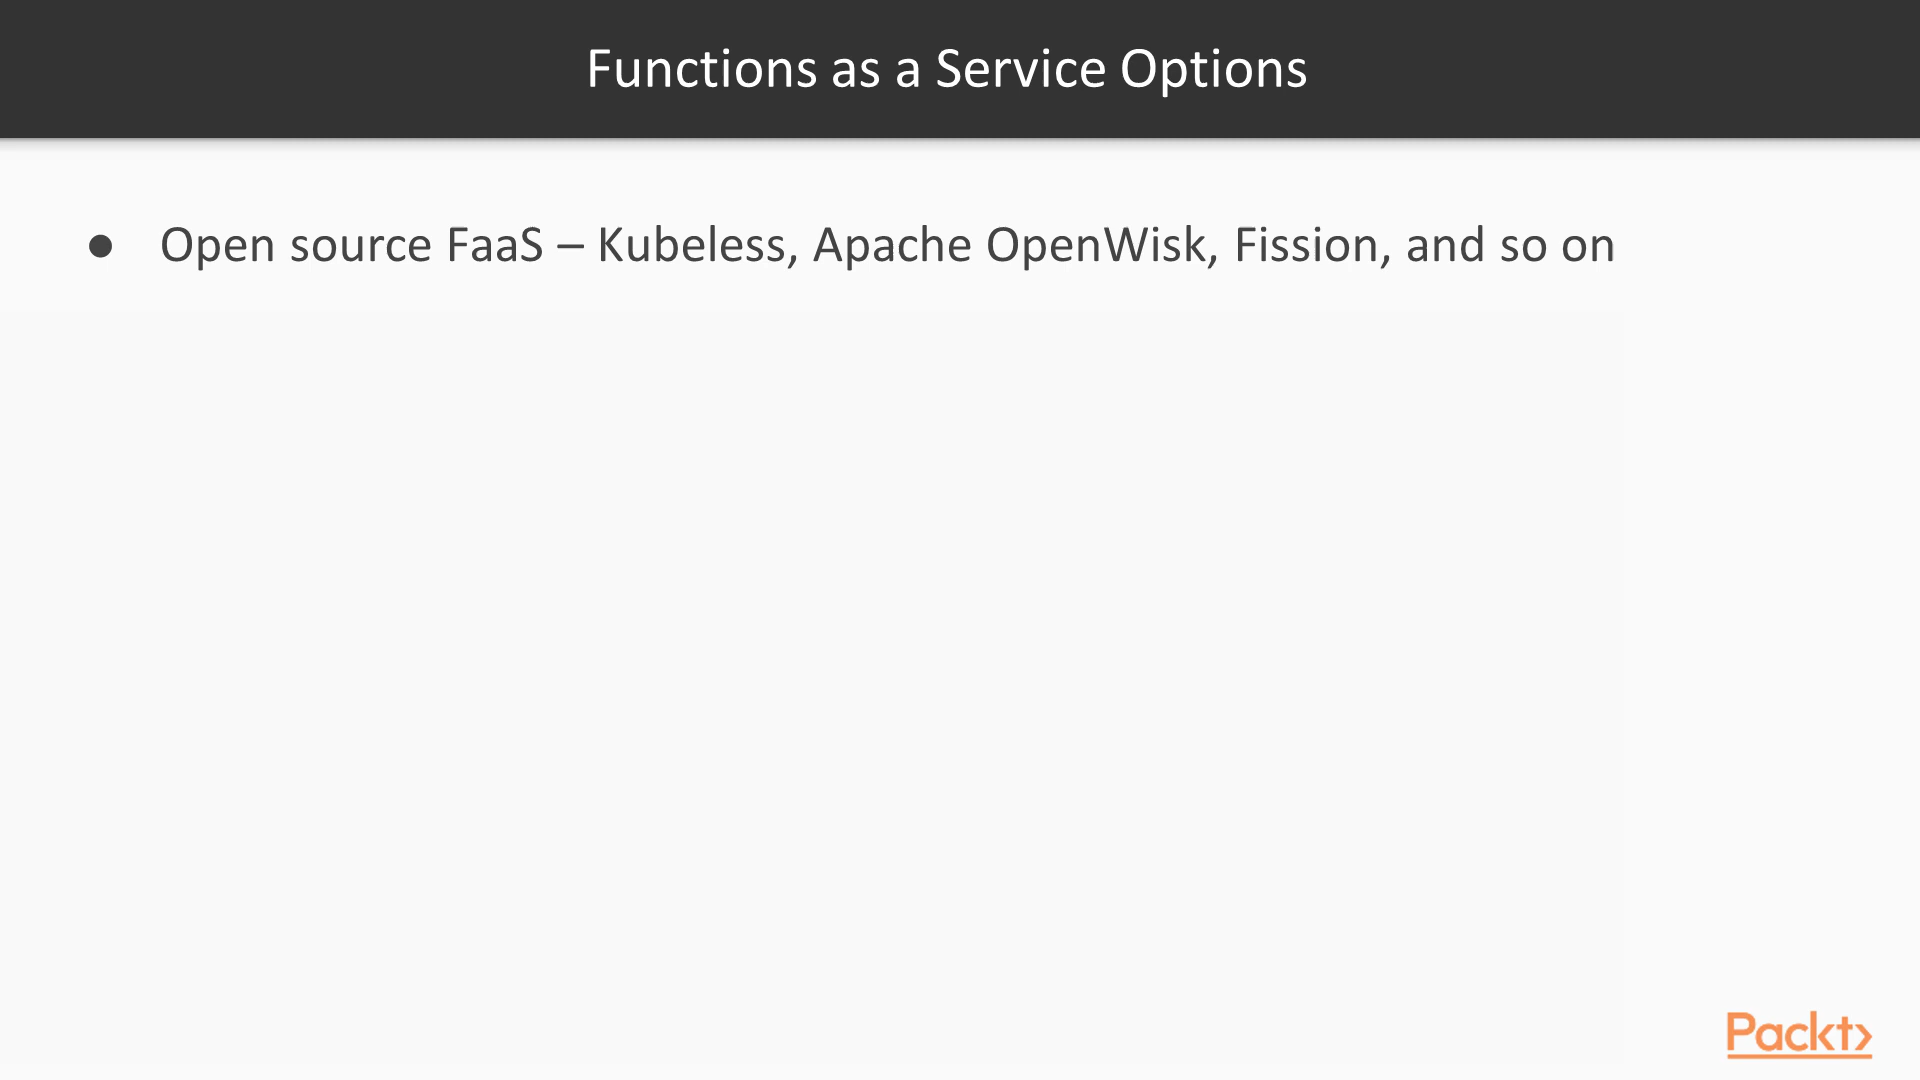 Functions as a Service Options
● Open source FaaS – Kubeless, Apache OpenWisk, Fission, and so on
Packt>